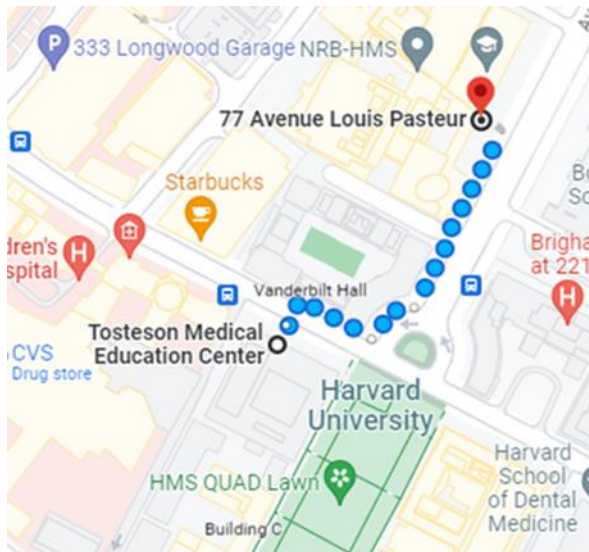 P
333 Longwood Garage
NRB-HMS
77 Avenue Louis Pasteur
Starbucks
dren's
spital
H
Vanderbilt Hall
Brigha
at 221
H
Tosteson Medical
Education Center
CVS
Drug store
Harvard
University
HMS QUAD Lawn
Building C
Harvard
School
of Dental
Medicine